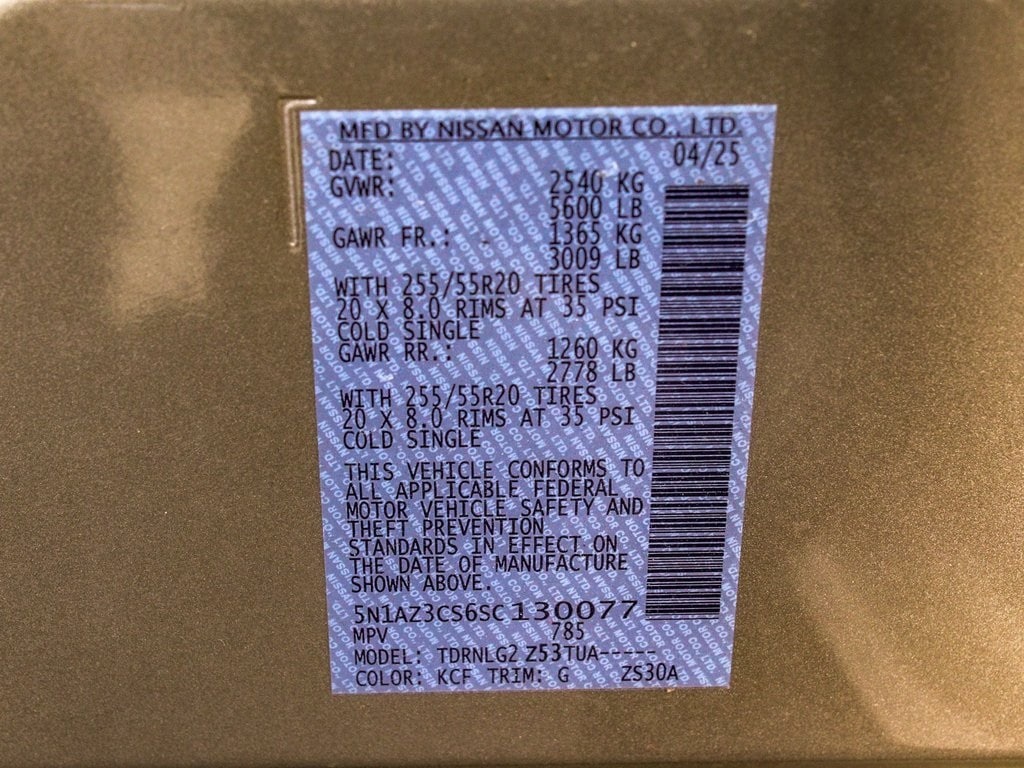 MFD BY NISSAN MOTOR CO., LTD.
DATE: 04/25
GVWR: 2540 KG
5600 LB
GAWR FR.: 1365 KG
3009 LB
WITH 255/55R20 TIRES
20 X 8.0 RIMS AT 35 PSI
COLD SINGLE
GAWR RR.: 1260 KG
2778 LB
WITH 255/55R20 TIRES
20 X 8.0 RIMS AT 35 PSI
COLD SINGLE
THIS VEHICLE CONFORMS TO
ALL APPLICABLE FEDERAL
MOTOR VEHICLE SAFETY AND
THEFT PREVENTION
STANDARDS IN EFFECT ON
THE DATE OF MANUFACTURE
SHOWN ABOVE.
5N1AZ3CS6SC130077
MPV 785
MODEL: TDRNLG2 Z53TUA-----
COLOR: KCF TRIM: G ZS30A